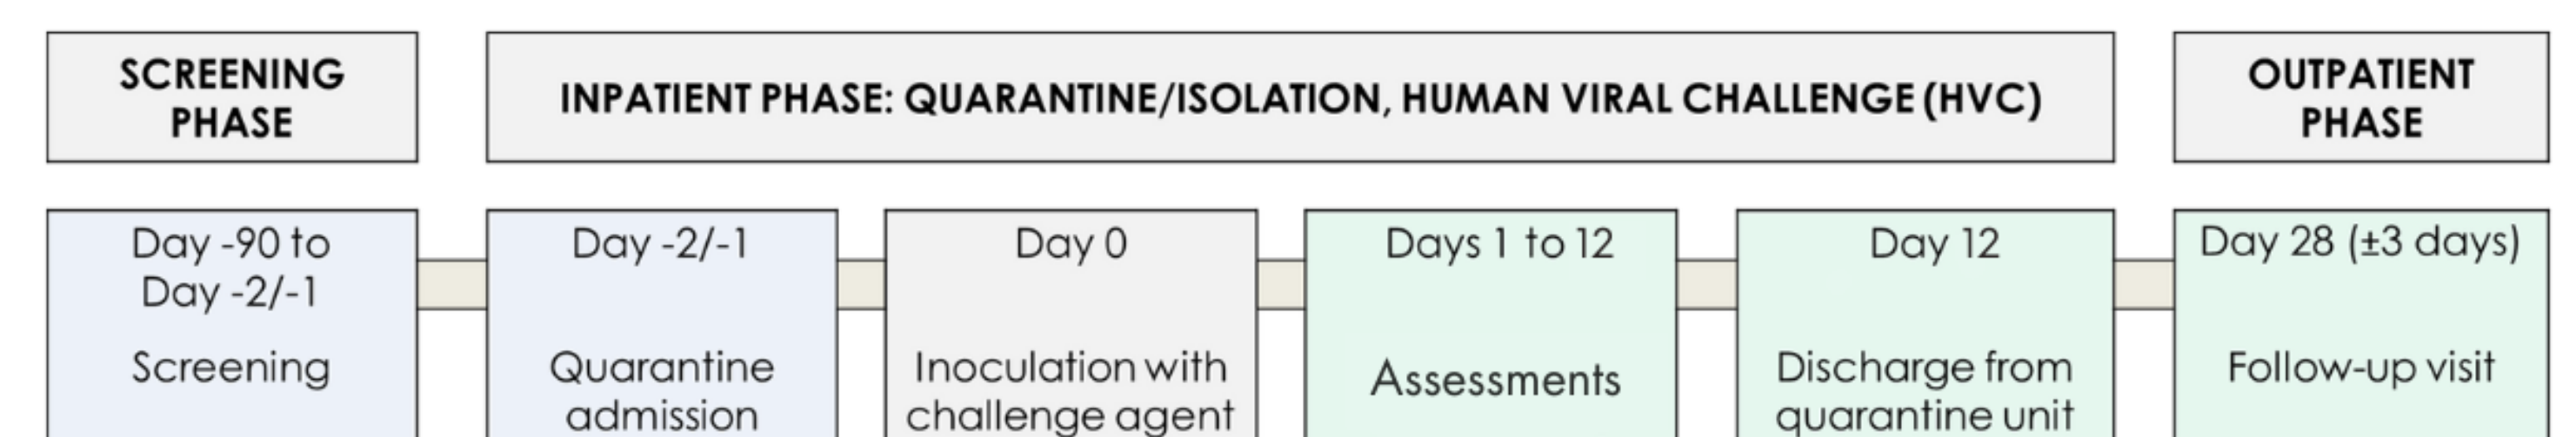 SCREENING
PHASE
INPATIENT PHASE: QUARANTINE/ISOLATION, HUMAN VIRAL CHALLENGE (HVC)
OUTPATIENT
PHASE
Day -90 to
Day -2/-1
Screening
Day -2/-1
Quarantine
admission
Day 0
Inoculation with
challenge agent
Days 1 to 12
Assessments
Day 12
Discharge from
quarantine unit
Day 28 (±3 days)
Follow-up visit